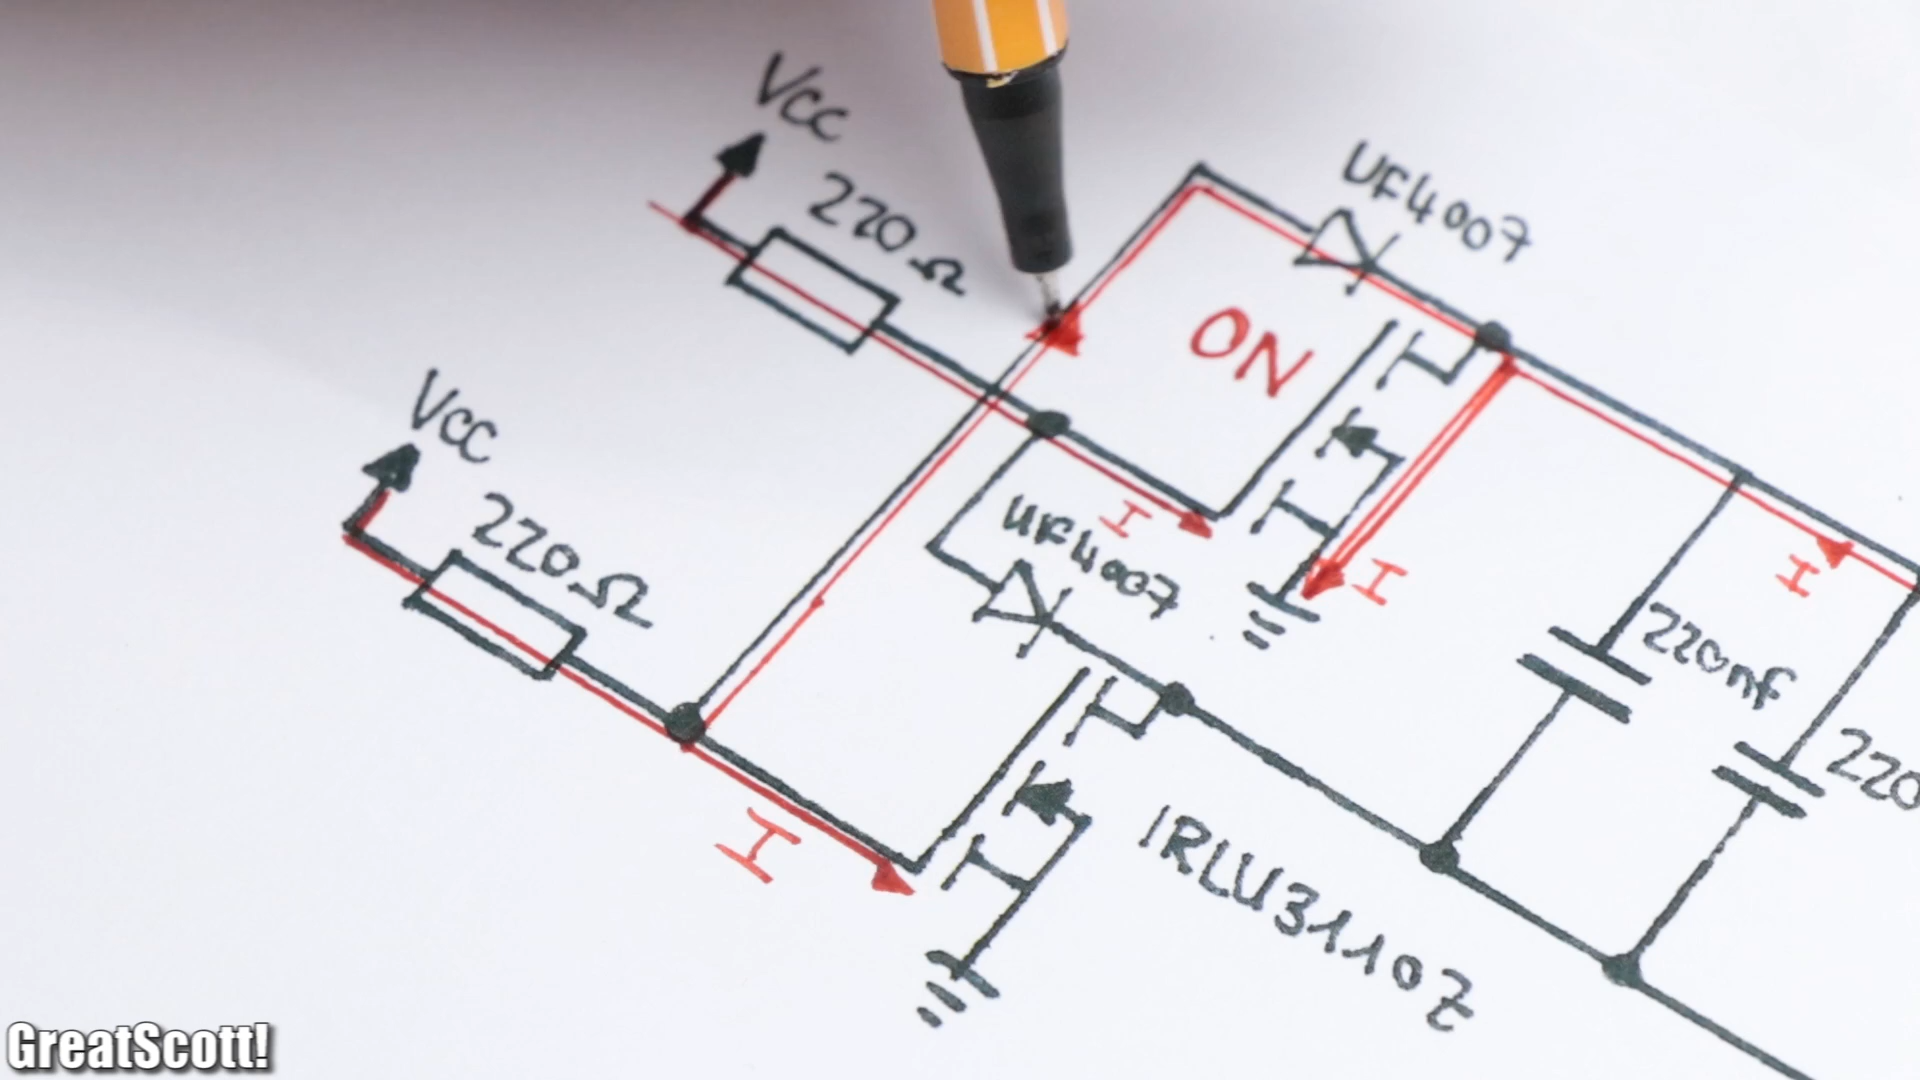 VCC
220Ω
UF4007
ON
VCC
220Ω
UF4007
I
I
I
220nF
220
I
IRLU3110Z
GreatScott!